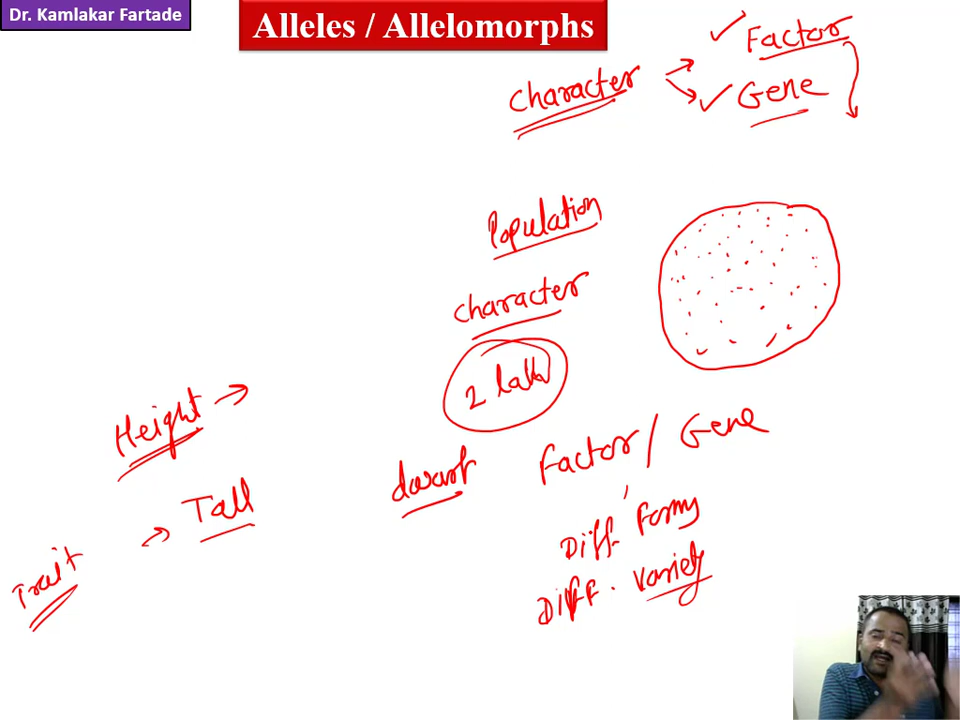 Dr. Kamlakar Fartade
Alleles / Allelomorphs
Factor
character
Gene
Population
character
2 lakh
Height
Factor / Gene
dwarf
Tall
Diff Forms
Trait
Diff. Variety